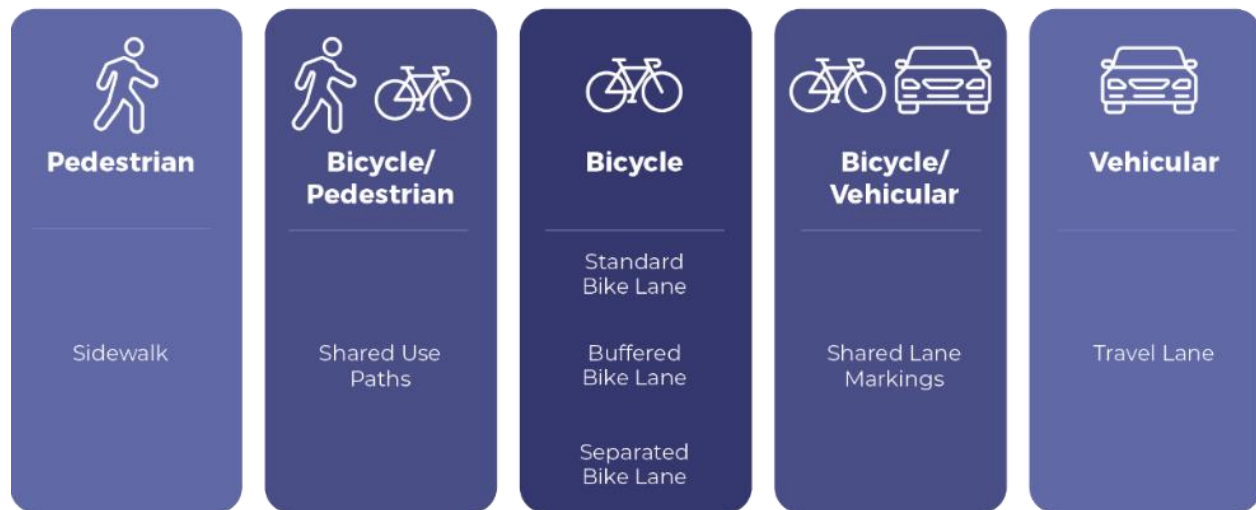 Pedestrian
Sidewalk
Bicycle/
Pedestrian
Shared Use
Paths
Bicycle
Standard
Bike Lane
Buffered
Bike Lane
Separated
Bike Lane
Bicycle/
Vehicular
Shared Lane
Markings
Vehicular
Travel Lane